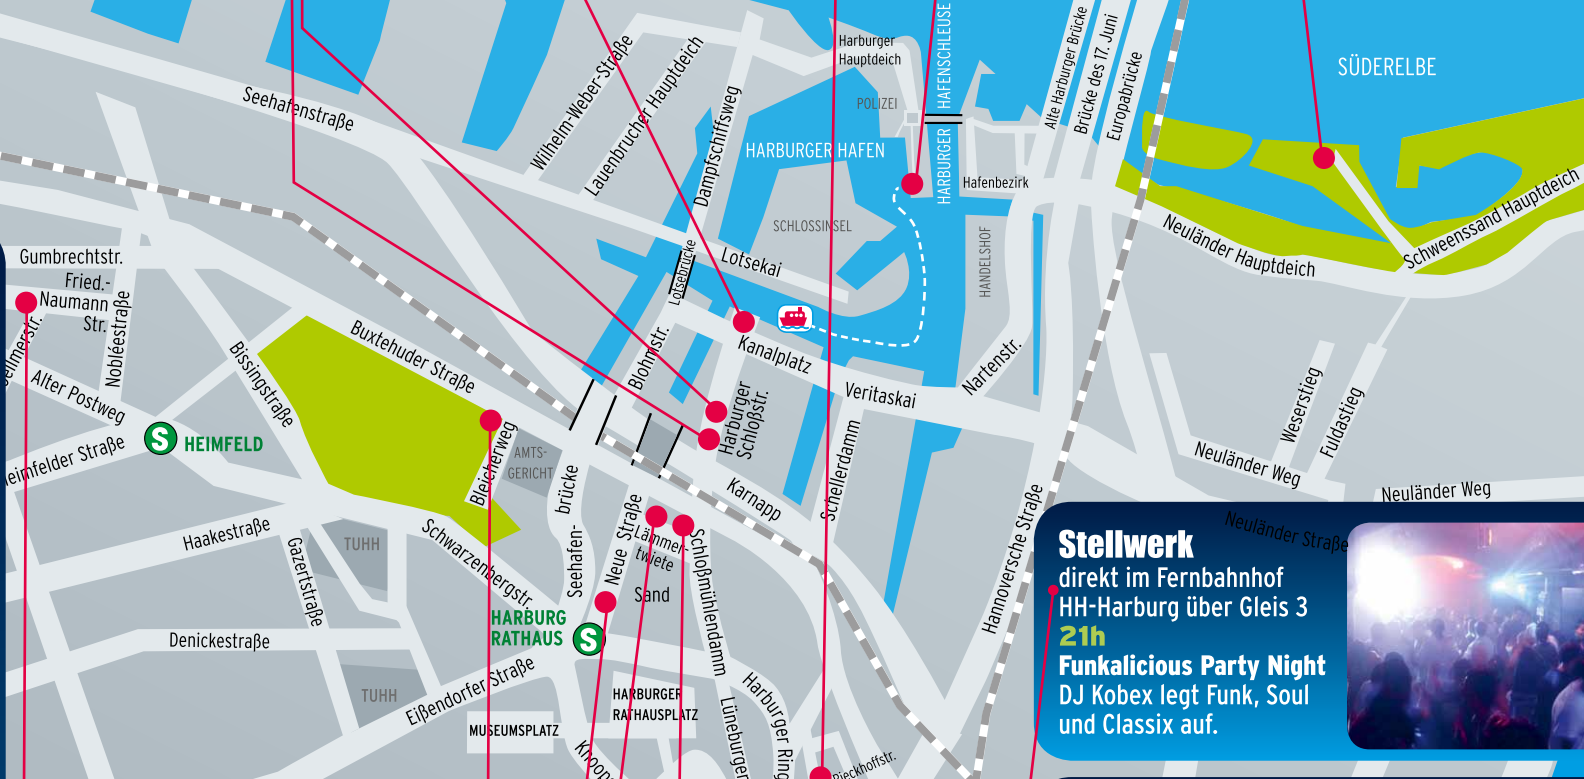 Seehafenstraße
Wilhelm-Weber-Straße
Lauenbrucher Hauptdeich
Dampfschiffsweg
Harburger
Hauptdeich
POLIZEI
HARBURGER HAFENSCHLEUSE
HARBURGER HAFEN
Hafenbezirk
Alte Harburger Brücke
Brücke des 17. Juni
Europabrücke
SÜDERELBE
SCHLOSSINSEL
HANDELSHOF
Neuländer Hauptdeich
Schweenssand Hauptdeich
Gumbrechtstr.
Fried.-
Naumann
Str.
Nobléestraße
Alter Postweg
Bissingstraße
Buxtehuder Straße
Lotsebrücke
Lotsekai
Blohmstr.
Kanalplatz
Veritaskai
Nartenstr.
Harburger
Schloßstr.
Schellerdamm
Weserstieg
Fuldastieg
Neuländer Weg
Neuländer Weg
Neuländer Straße
S HEIMFELD
eimfelder Straße
Bleicherweg
AMTS-
GERICHT
Karnapp
Haakestraße
Gazertstraße
TUHH
Schwarzenbergstr.
Seehafen-
brücke
Neue Straße
Lämmer-
twiete
Sand
Schloßmühlendamm
Hannoversche Straße
HARBURG
RATHAUS S
Denickestraße
TUHH
Eißendorfer Straße
MUSEUMSPLATZ
HARBURGER
RATHAUSPLATZ
Knoop
Lüneburger
Harburger Ring
Rieckhoffstr.
Stellwerk
direkt im Fernbahnhof
HH-Harburg über Gleis 3
21h
Funkalicious Party Night
DJ Kobex legt Funk, Soul
und Classix auf.